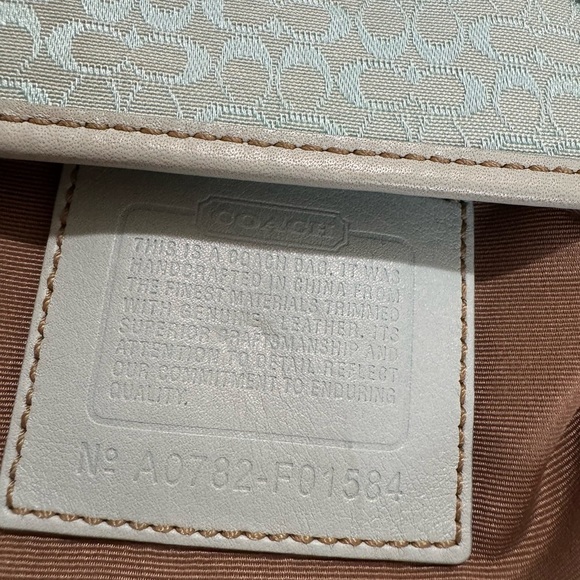 COACH
THIS IS A COACH BAG. IT WAS
HANDCRAFTED IN CHINA FROM
THE FINEST MATERIALS TRIMMED
WITH GENUINE LEATHER. ITS
SUPERIOR CRAFTSMANSHIP AND
ATTENTION TO DETAIL REFLECT
OUR COMMITMENT TO ENDURING
QUALITY.
Nº A0782-F01584